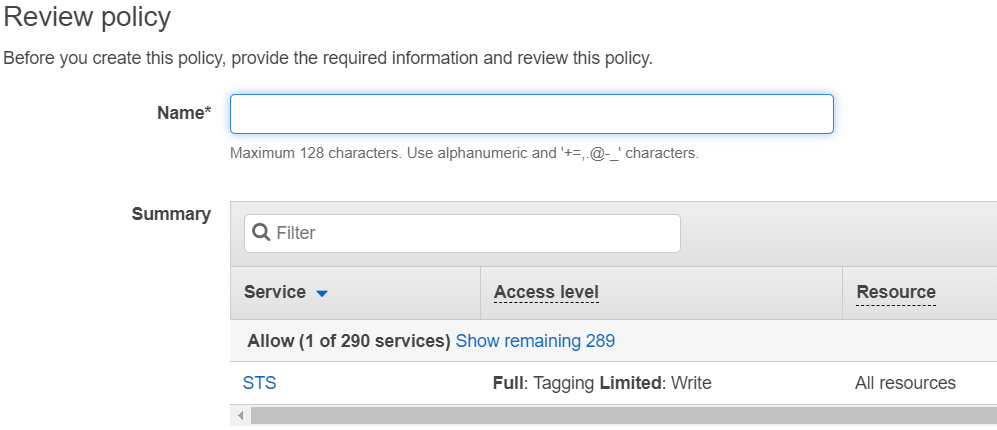 Review policy
Before you create this policy, provide the required information and review this policy.
Name*
Maximum 128 characters. Use alphanumeric and '+=,.@-_' characters.
Summary
Filter
Service Access level Resource
Allow (1 of 290 services) Show remaining 289
STS Full: Tagging Limited: Write All resources